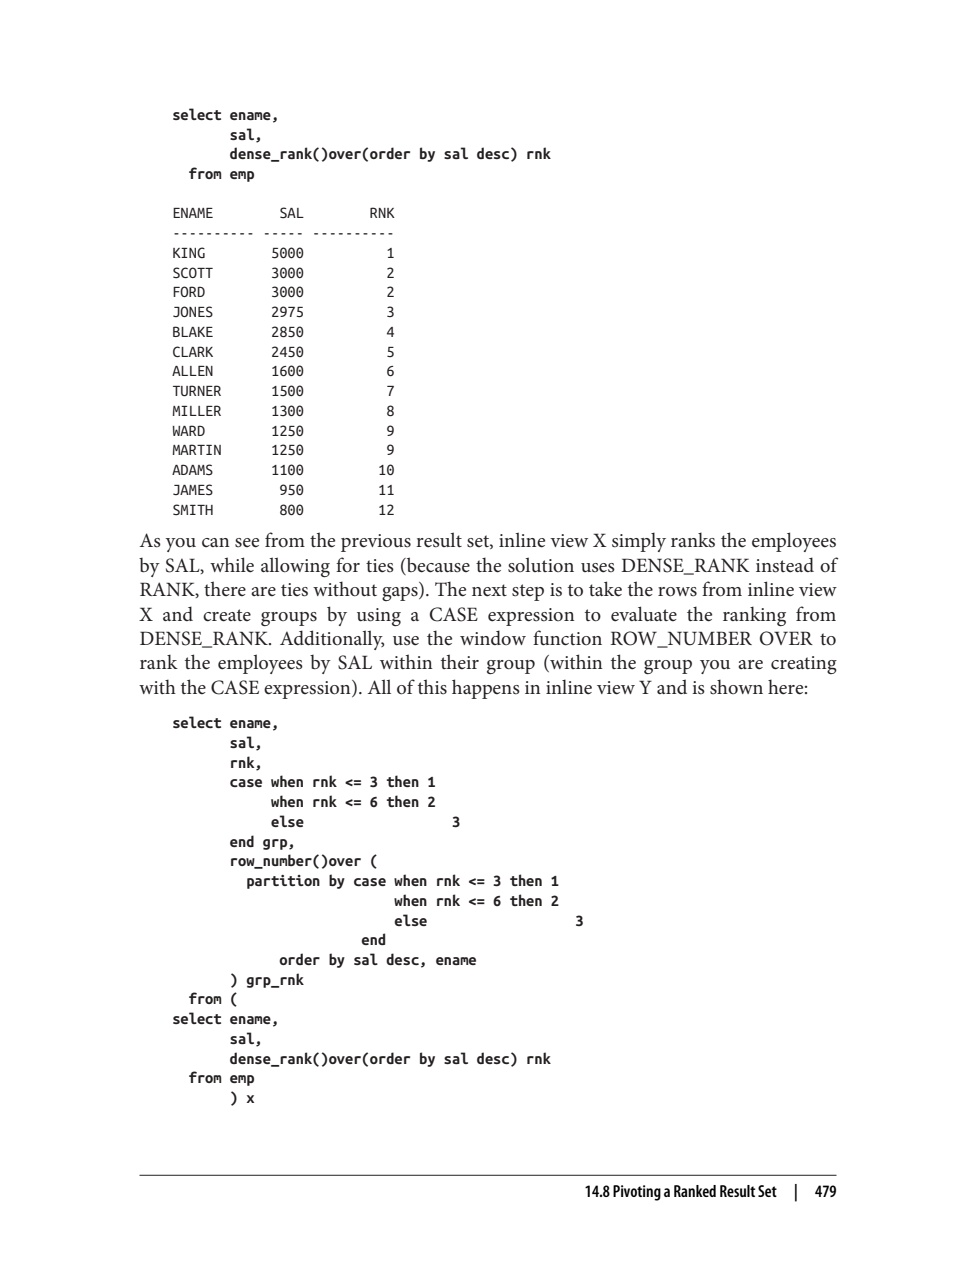 select ename,
       sal,
       dense_rank()over(order by sal desc) rnk
  from emp
ENAME        SAL        RNK
---------- ----- ----------
KING        5000          1
SCOTT       3000          2
FORD        3000          2
JONES       2975          3
BLAKE       2850          4
CLARK       2450          5
ALLEN       1600          6
TURNER      1500          7
MILLER      1300          8
WARD        1250          9
MARTIN      1250          9
ADAMS       1100         10
JAMES        950         11
SMITH        800         12
As you can see from the previous result set, inline view X simply ranks the employees
by SAL, while allowing for ties (because the solution uses DENSE_RANK instead of
RANK, there are ties without gaps). The next step is to take the rows from inline view
X and create groups by using a CASE expression to evaluate the ranking from
DENSE_RANK. Additionally, use the window function ROW_NUMBER OVER to
rank the employees by SAL within their group (within the group you are creating
with the CASE expression). All of this happens in inline view Y and is shown here:
select ename,
       sal,
       rnk,
       case when rnk <= 3 then 1
            when rnk <= 6 then 2
            else                  3
       end grp,
       row_number()over (
         partition by case when rnk <= 3 then 1
                           when rnk <= 6 then 2
                           else                  3
                       end
             order by sal desc, ename
       ) grp_rnk
  from (
select ename,
       sal,
       dense_rank()over(order by sal desc) rnk
  from emp
       ) x
14.8 Pivoting a Ranked Result Set | 479